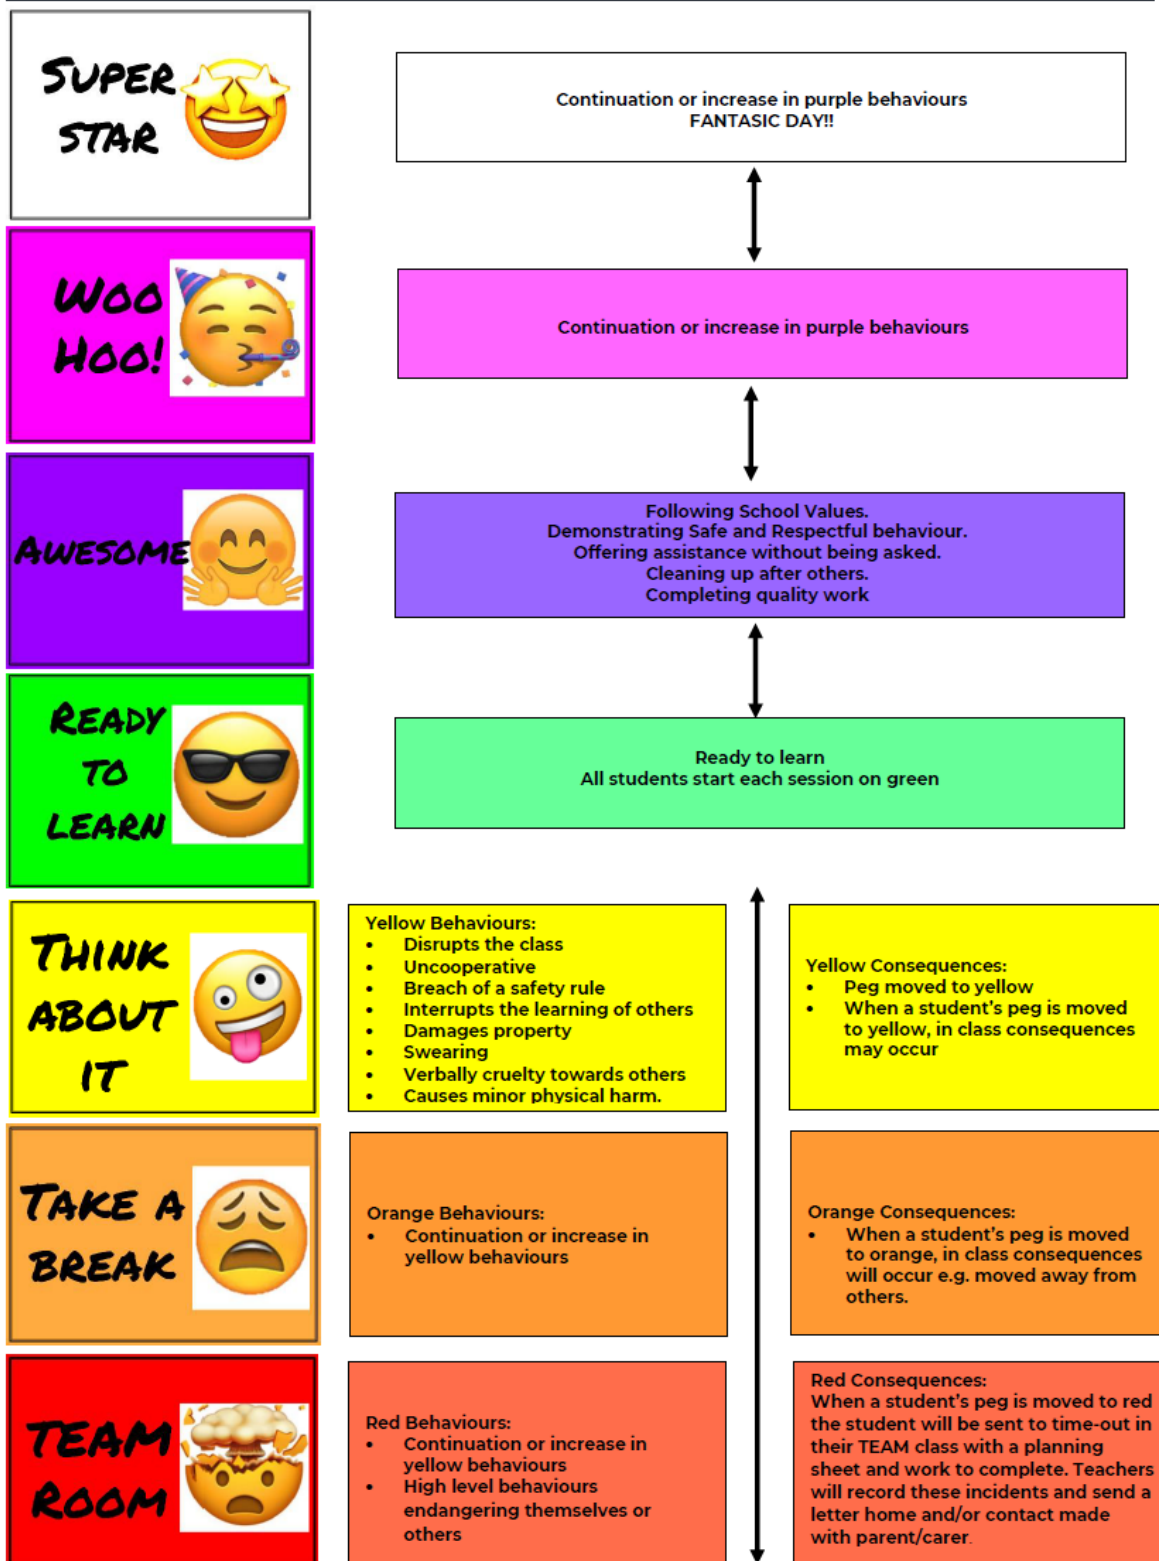 SUPER
STAR
Continuation or increase in purple behaviours
FANTASIC DAY!!
WOO
HOO!
Continuation or increase in purple behaviours
AWESOME
Following School Values.
Demonstrating Safe and Respectful behaviour.
Offering assistance without being asked.
Cleaning up after others.
Completing quality work
READY
TO
LEARN
Ready to learn
All students start each session on green
THINK
ABOUT
IT
Yellow Behaviours:
• Disrupts the class
• Uncooperative
• Breach of a safety rule
• Interrupts the learning of others
• Damages property
• Swearing
• Verbally cruelty towards others
• Causes minor physical harm.
Yellow Consequences:
• Peg moved to yellow
• When a student's peg is moved
to yellow, in class consequences
may occur
TAKE A
BREAK
Orange Behaviours:
• Continuation or increase in
yellow behaviours
Orange Consequences:
• When a student's peg is moved
to orange, in class consequences
will occur e.g. moved away from
others.
TEAM
ROOM
Red Behaviours:
• Continuation or increase in
yellow behaviours
• High level behaviours
endangering themselves or
others
Red Consequences:
When a student's peg is moved to red
the student will be sent to time-out in
their TEAM class with a planning
sheet and work to complete. Teachers
will record these incidents and send a
letter home and/or contact made
with parent/carer.